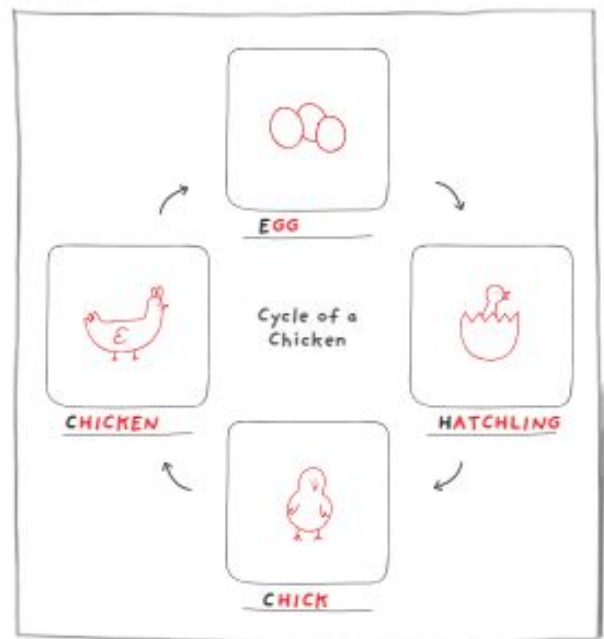 EGG
Cycle of a
Chicken
CHICKEN
HATCHLING
CHICK